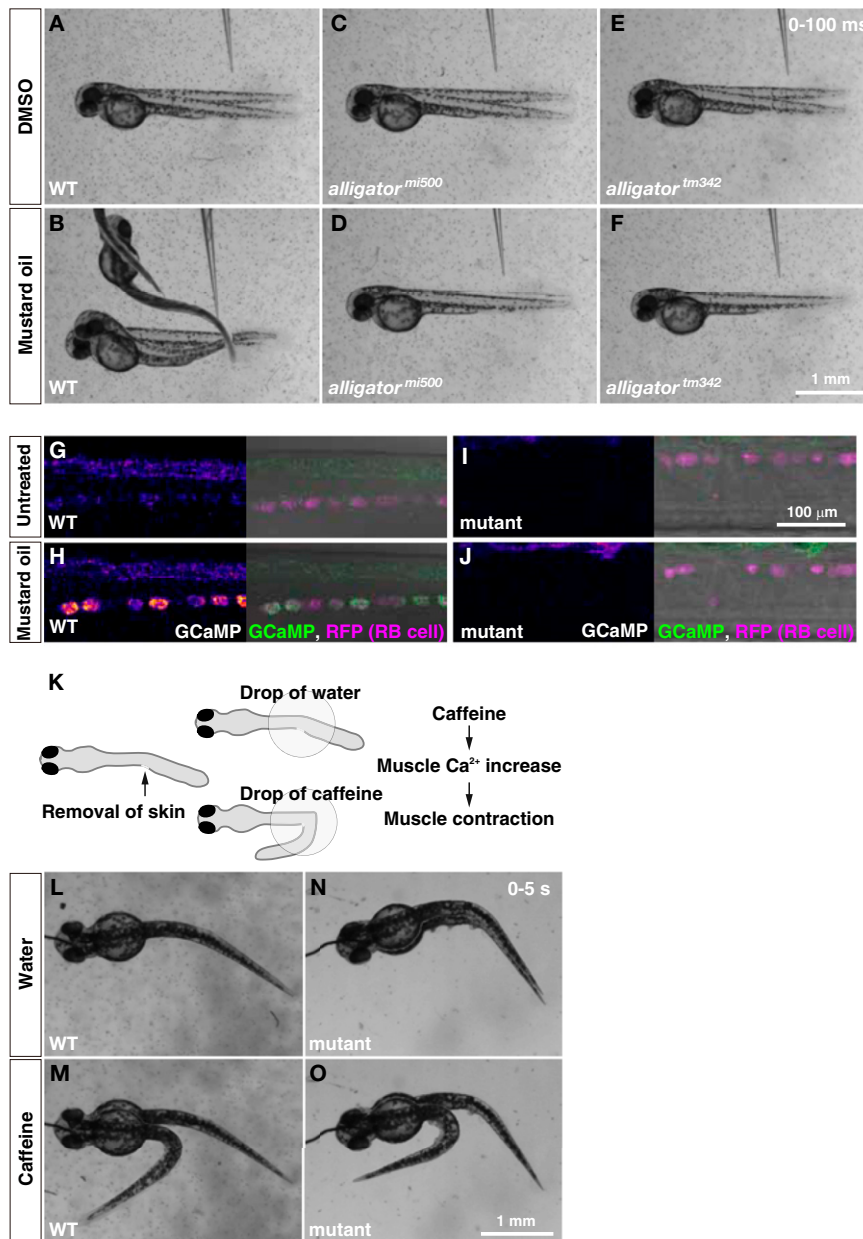 A
C
E
0-100 ms
DMSO
WT
alligator mi500
alligator tm342
B
D
F
Mustard oil
WT
alligator mi500
alligator tm342
1 mm
G
I
Untreated
WT
mutant
100 μm
H
J
Mustard oil
WT
GCaMP
GCaMP, RFP (RB cell)
mutant
GCaMP
GCaMP, RFP (RB cell)
K
Drop of water
Caffeine
Muscle Ca2+ increase
Removal of skin
Drop of caffeine
Muscle contraction
L
N
0-5 s
Water
WT
mutant
M
O
Caffeine
WT
mutant
1 mm